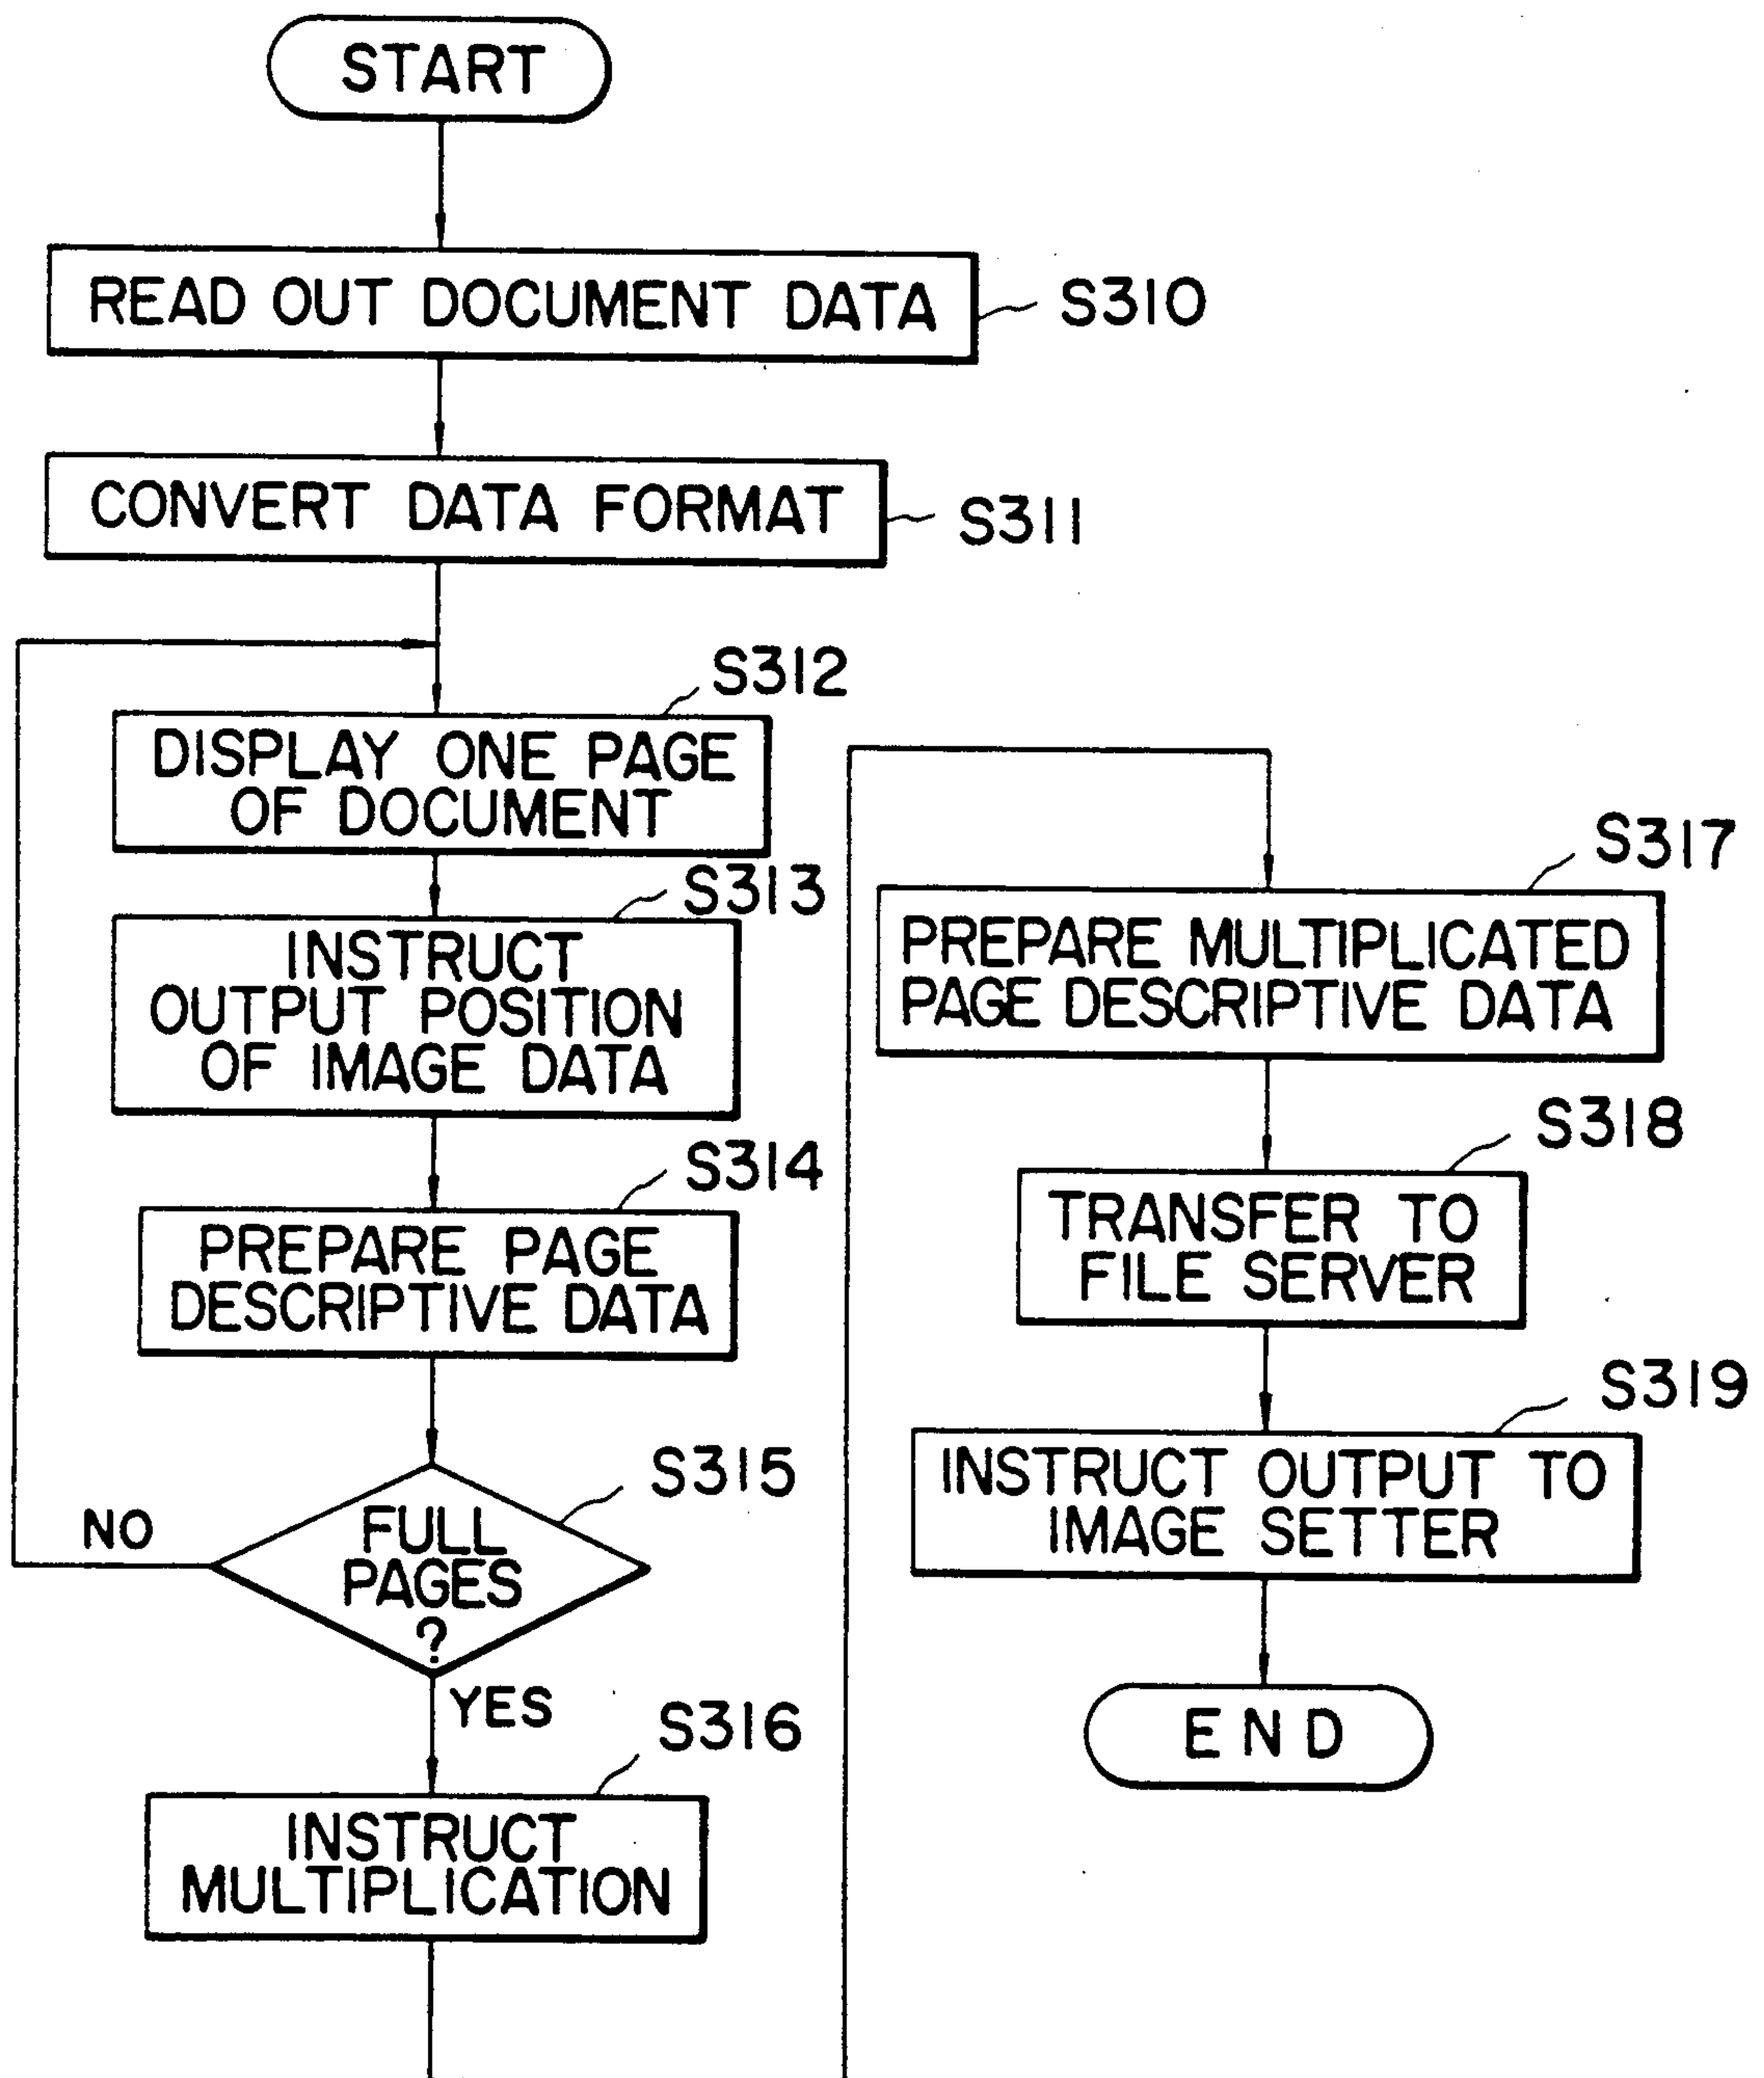 START
READ OUT DOCUMENT DATA
S310
CONVERT DATA FORMAT
S311
S312
DISPLAY ONE PAGE
OF DOCUMENT
S313
INSTRUCT
OUTPUT POSITION
OF IMAGE DATA
S314
PREPARE PAGE
DESCRIPTIVE DATA
S315
NO
FULL
PAGES
?
YES
S316
INSTRUCT
MULTIPLICATION
S317
PREPARE MULTIPLICATED
PAGE DESCRIPTIVE DATA
S318
TRANSFER TO
FILE SERVER
S319
INSTRUCT OUTPUT TO
IMAGE SETTER
END